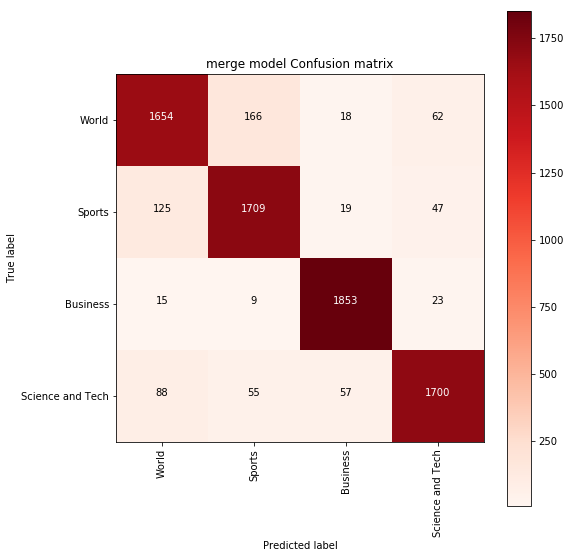 merge model Confusion matrix
World 1654 166 18 62
Sports 125 1709 19 47
Business 15 9 1853 23
Science and Tech 88 55 57 1700
World Sports Business Science and Tech
True label
Predicted label
1750
1500
1250
1000
750
500
250